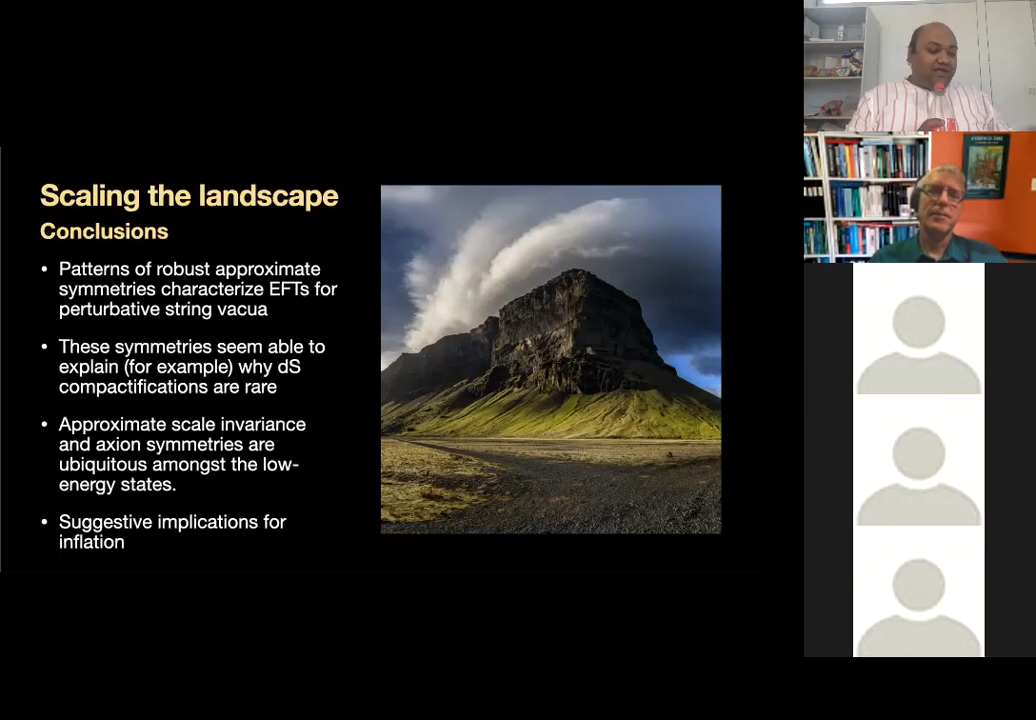 Scaling the landscape
Conclusions
• Patterns of robust approximate
symmetries characterize EFTs for
perturbative string vacua
• These symmetries seem able to
explain (for example) why dS
compactifications are rare
• Approximate scale invariance
and axion symmetries are
ubiquitous amongst the low-
energy states.
• Suggestive implications for
inflation